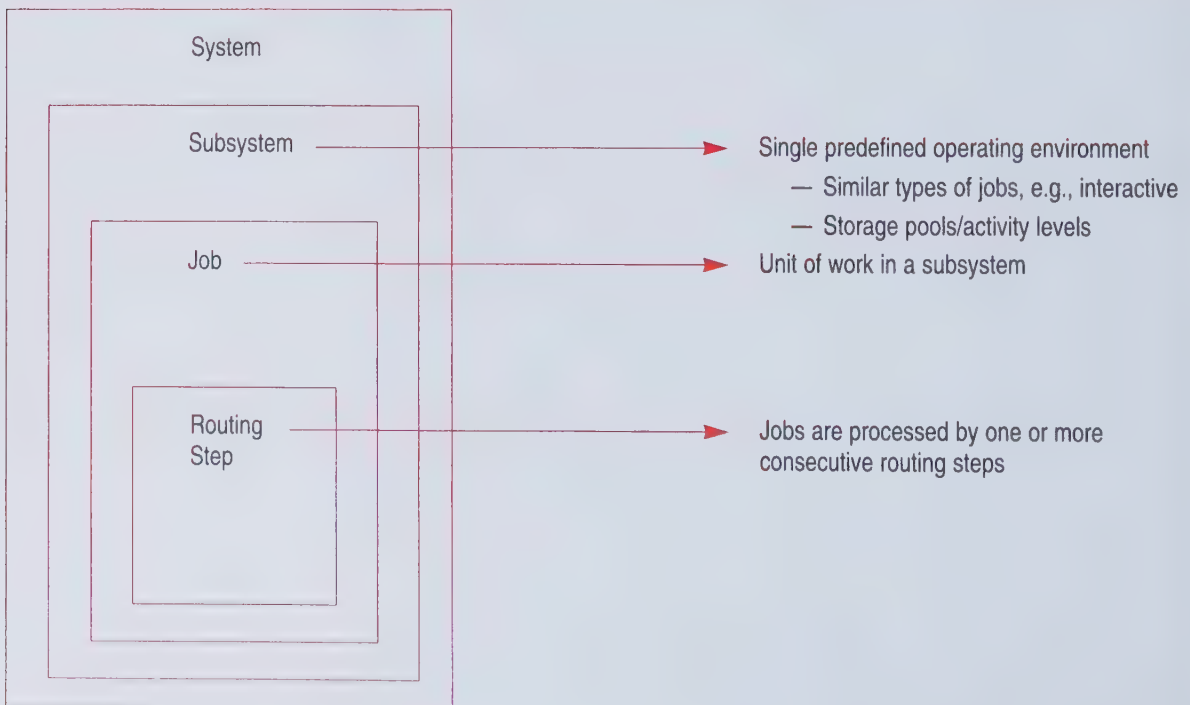 System
Subsystem
Single predefined operating environment
— Similar types of jobs, e.g., interactive
— Storage pools/activity levels
Job
Unit of work in a subsystem
Routing
Step
Jobs are processed by one or more
consecutive routing steps